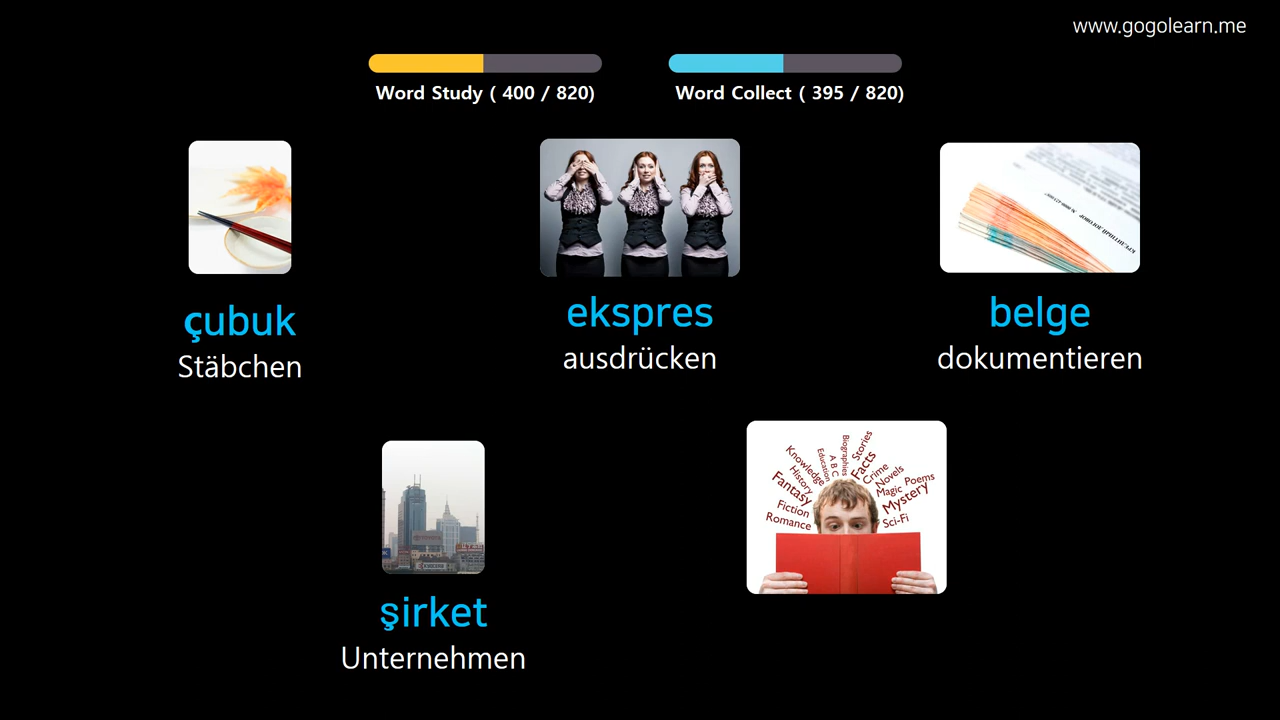 www.gogolearn.me
Word Study ( 400 / 820)
Word Collect ( 395 / 820)
çubuk
Stäbchen
ekspres
ausdrücken
belge
dokumentieren
şirket
Unternehmen
Stories
Biographies
Facts
A B C
Education
Knowledge
History
Fantasy
Fiction
Romance
Crime
Novels
Magic
Poems
Mystery
Sci-Fi